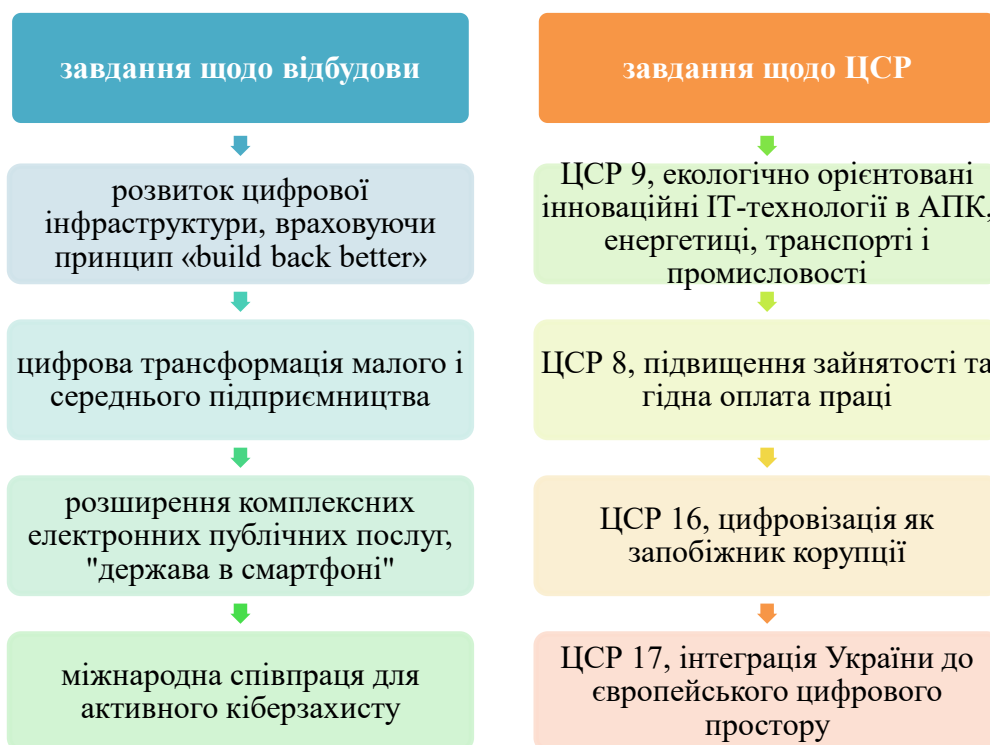 завдання щодо відбудови
розвиток цифрової
інфраструктури, враховуючи
принцип «build back better»
цифрова трансформація малого і
середнього підприємництва
розширення комплексних
електронних публічних послуг,
"держава в смартфоні"
міжнародна співпраця для
активного кіберзахисту
завдання щодо ЦСР
ЦСР 9, екологічно орієнтовані
інноваційні ІТ-технології в АПК,
енергетиці, транспорті і
промисловості
ЦСР 8, підвищення зайнятості та
гідна оплата праці
ЦСР 16, цифровізація як
запобіжник корупції
ЦСР 17, інтеграція України до
європейського цифрового
простору